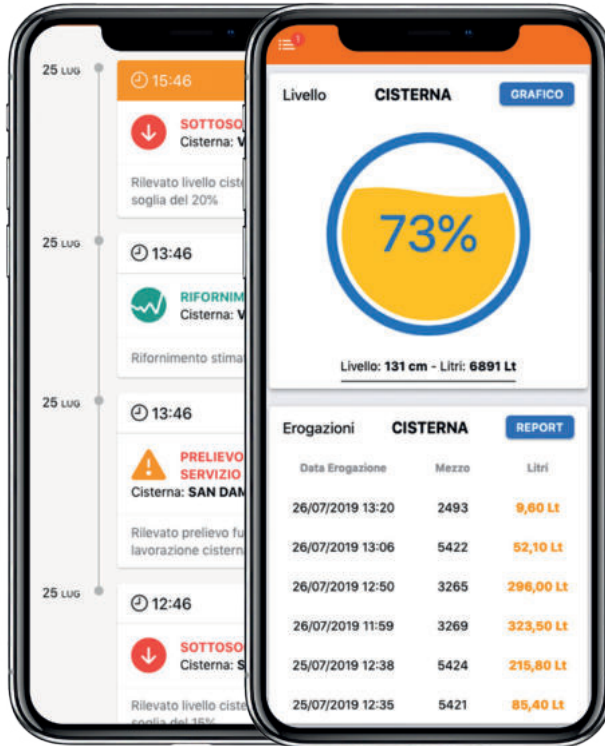 25 LUG
15:46
SOTTOSO
Cisterna: V
Rilevato livello ciste
soglia del 20%
25 LUG
13:46
RIFORNIM
Cisterna: V
Rifornimento stima
25 LUG
13:46
PRELIEVO
SERVIZIO
Cisterna: SAN DAM
Rilevato prelievo fu
lavorazione cistern
25 LUG
12:46
SOTTOSO
Cisterna: S
Rilevato livello ciste
soglia del 15%
1
Livello CISTERNA GRAFICO
73%
Livello: 131 cm - Litri: 6891 Lt
Erogazioni CISTERNA REPORT
Data Erogazione Mezzo Litri
26/07/2019 13:20 2493 9,60 Lt
26/07/2019 13:06 5422 52,10 Lt
26/07/2019 12:50 3265 296,00 Lt
26/07/2019 11:59 3269 323,50 Lt
25/07/2019 12:38 5424 215,80 Lt
25/07/2019 12:35 5421 85,40 Lt